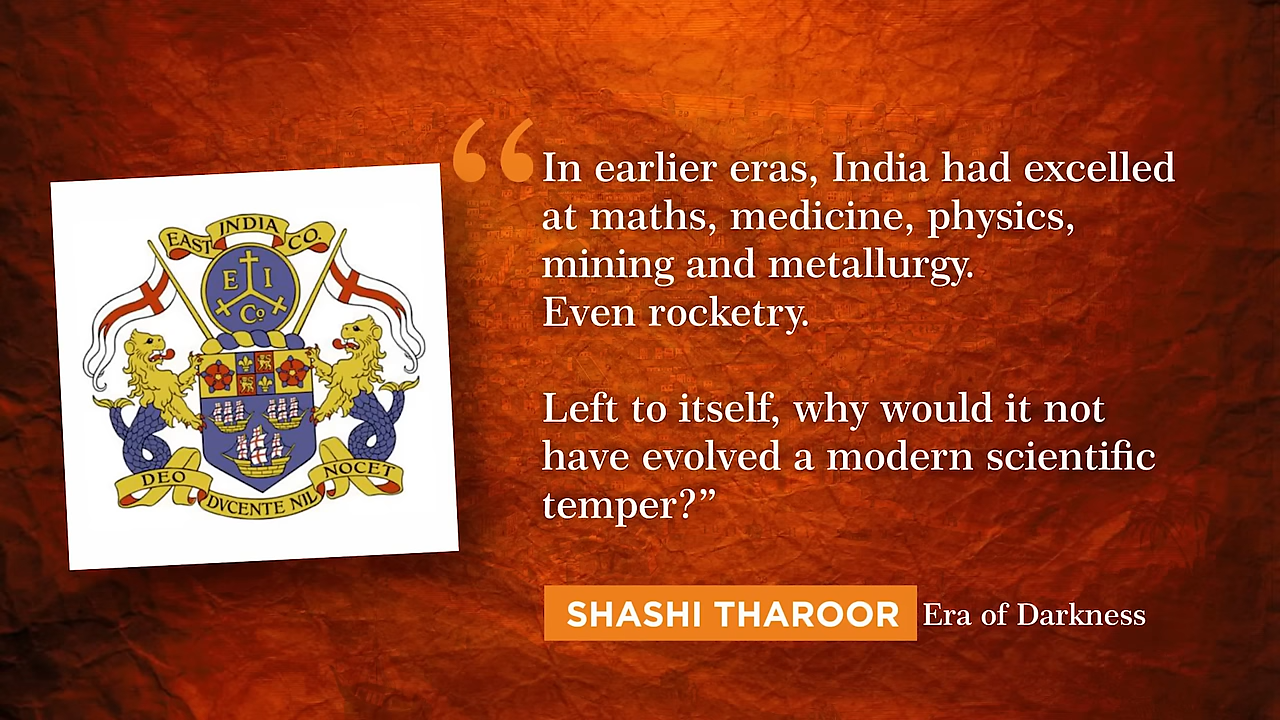 EAST INDIA CO.
E I
Co
DEO DVCENTE NIL NOCET
“In earlier eras, India had excelled
at maths, medicine, physics,
mining and metallurgy.
Even rocketry.
Left to itself, why would it not
have evolved a modern scientific
temper?”
SHASHI THAROOR Era of Darkness